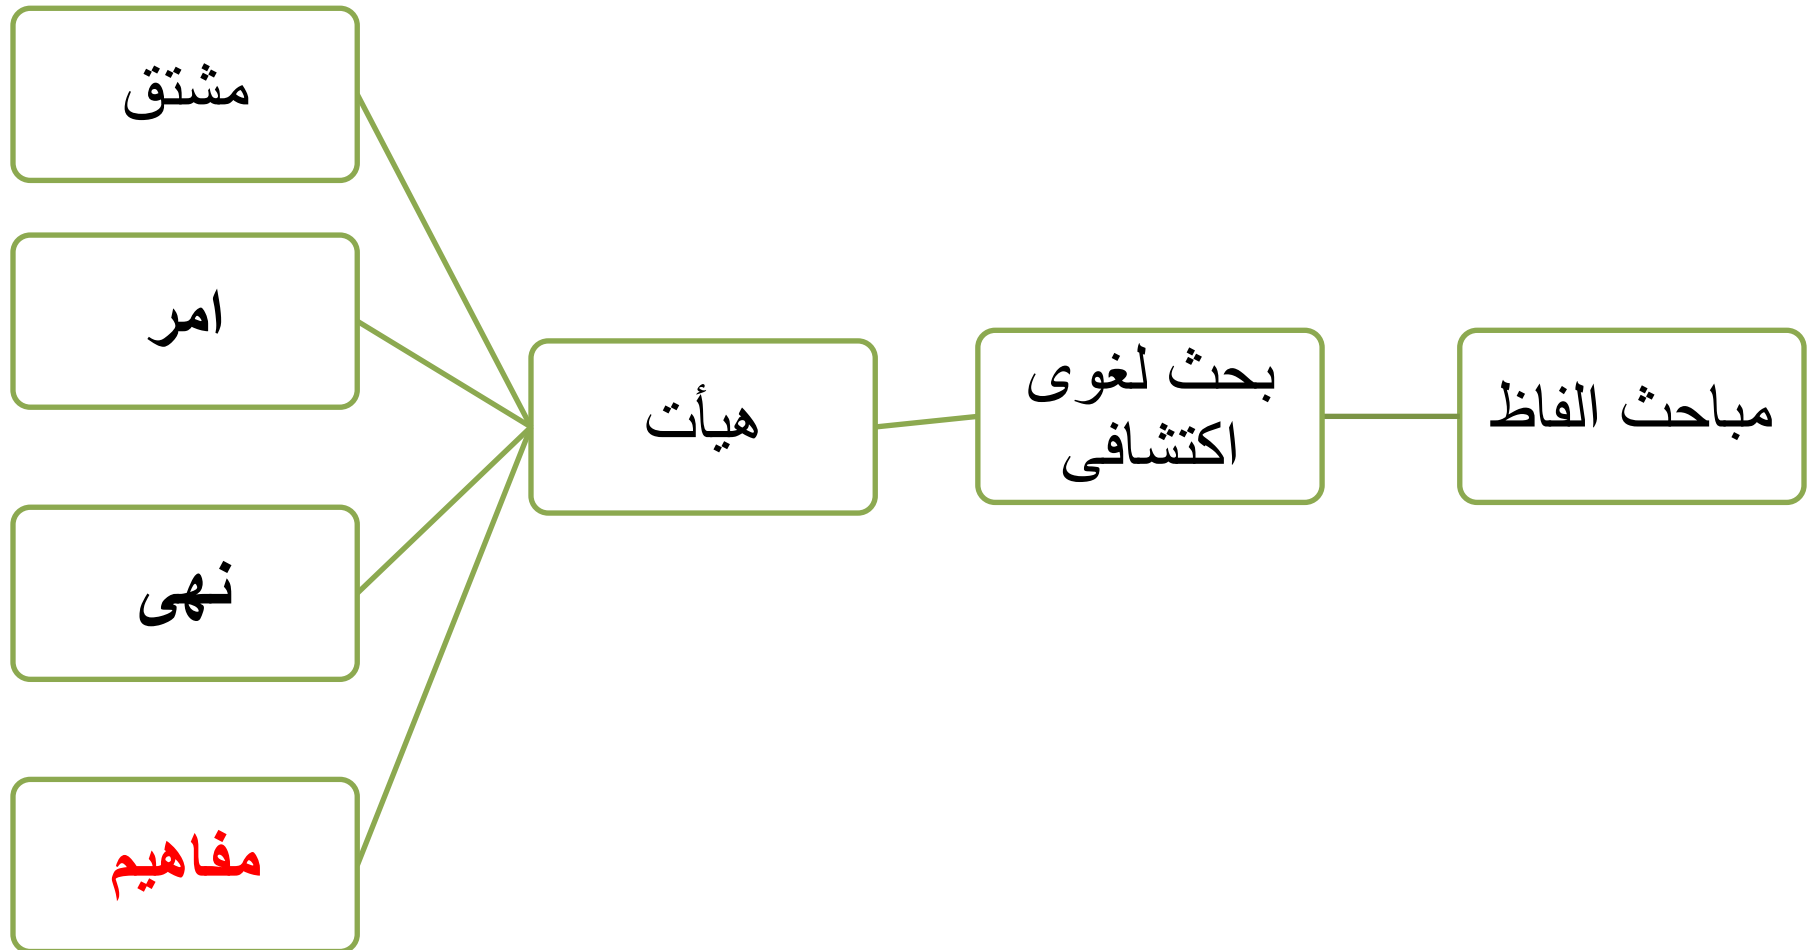 مباحث الفاظ
بحث لغوی
اکتشافی
هیأت
مشتق
امر
نهی
مفاهیم